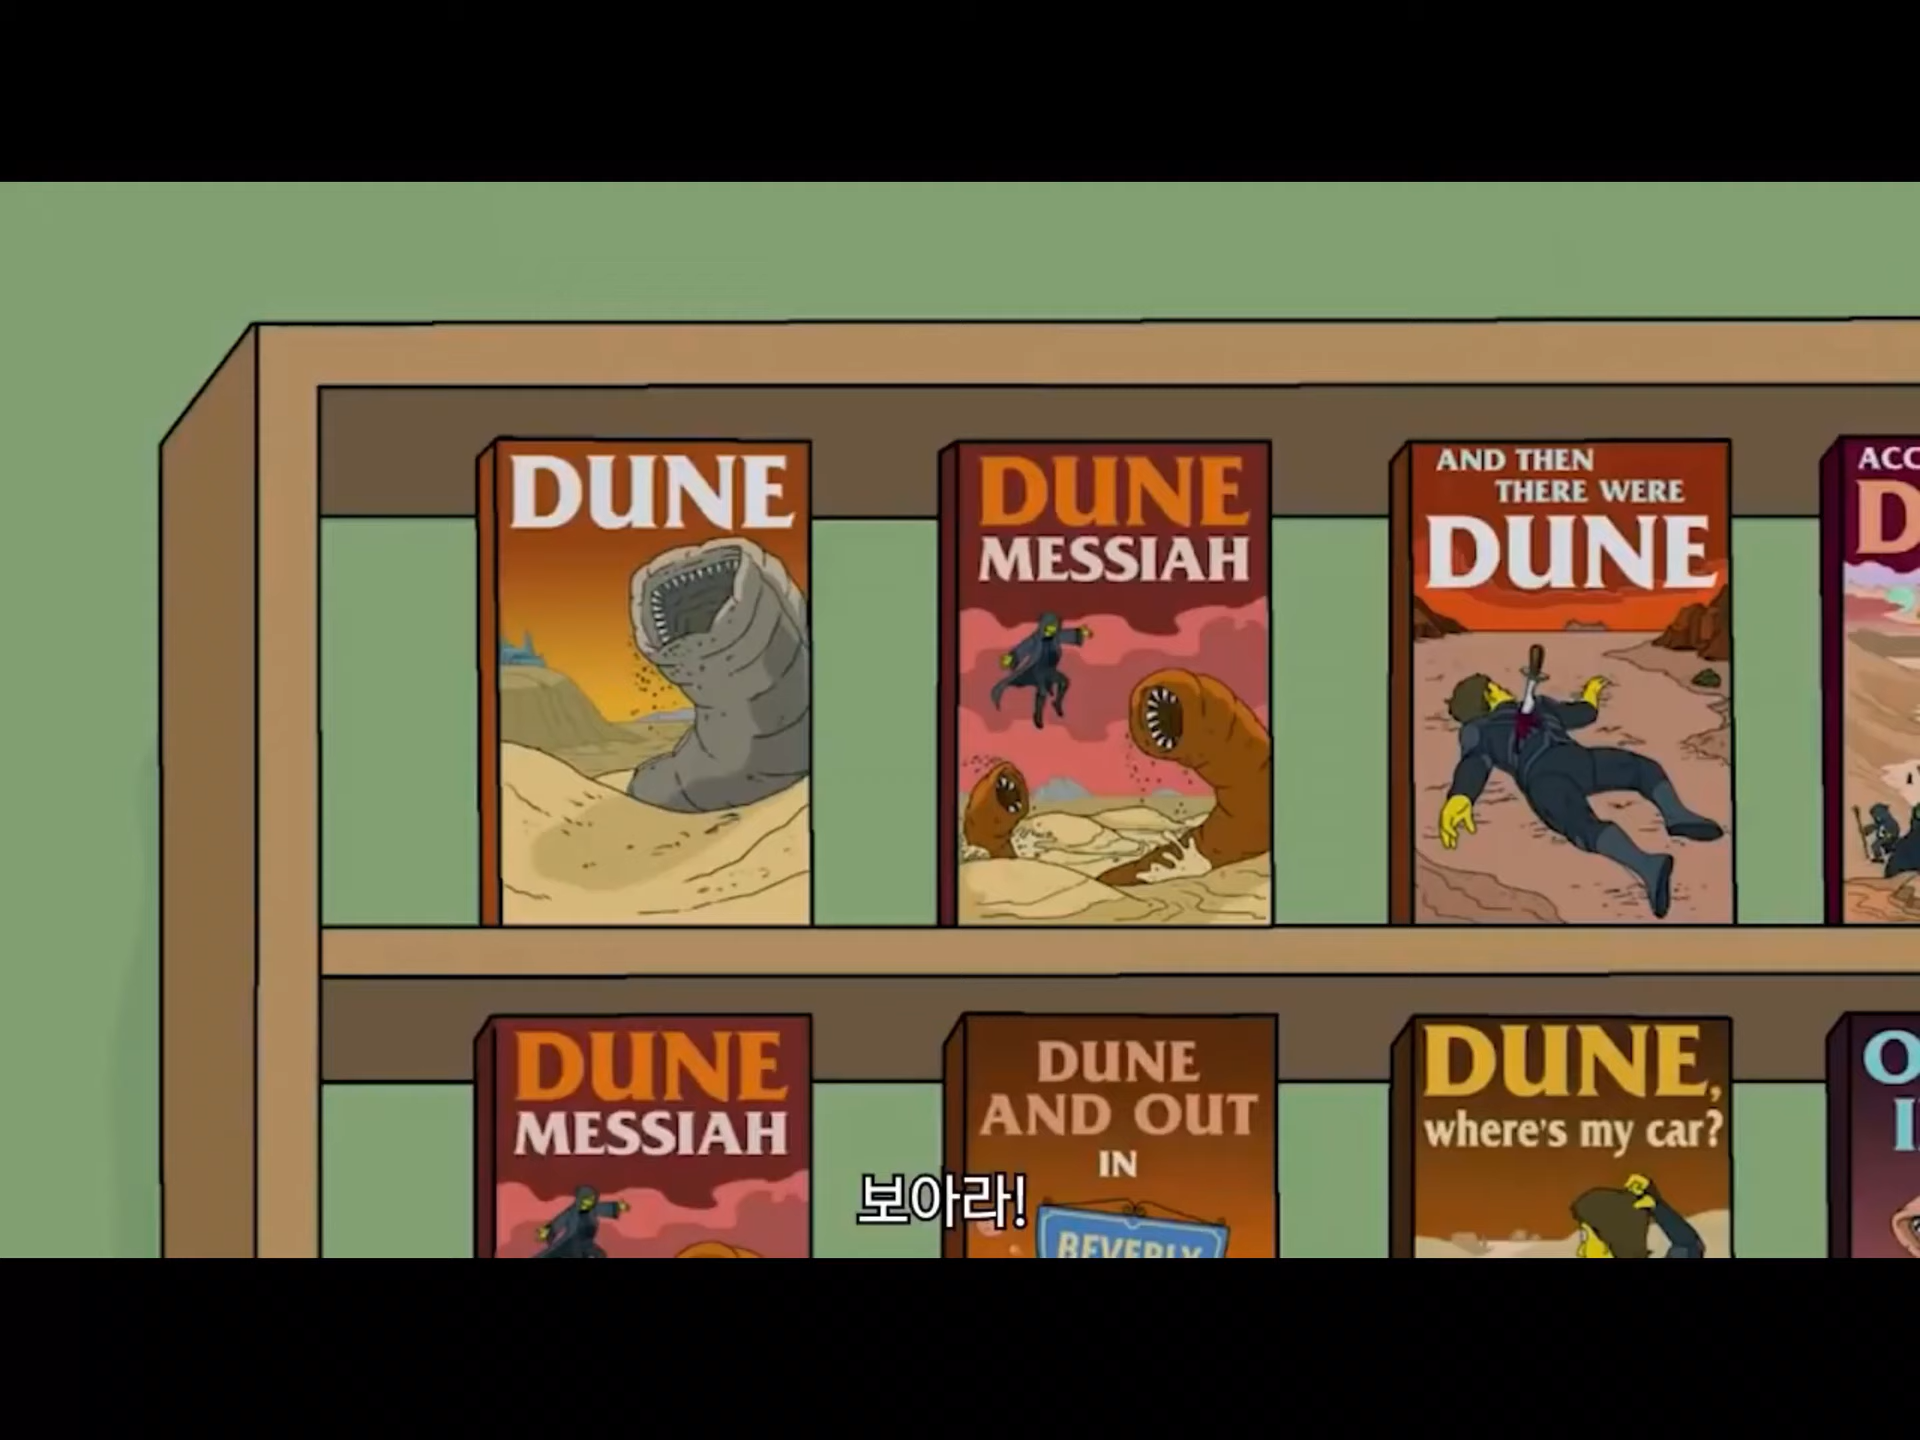 DUNE
DUNE
MESSIAH
AND THEN
THERE WERE
DUNE
DUNE
MESSIAH
DUNE
AND OUT
IN
BEVERLY
DUNE,
where's my car?
보아라!